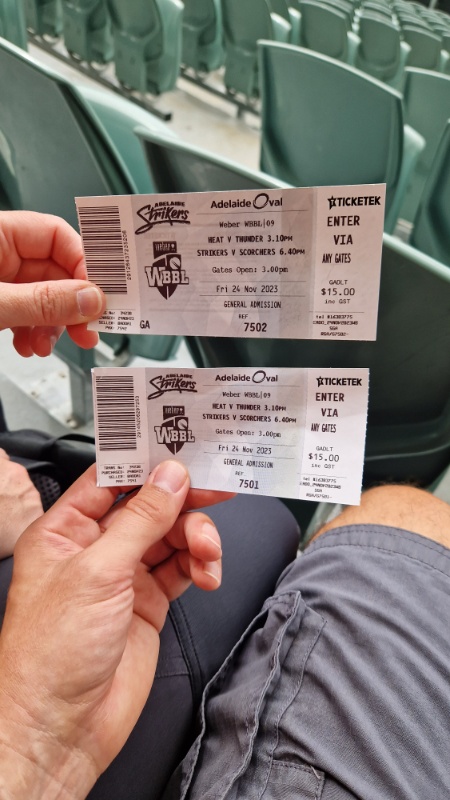 ADELAIDE
Strikers
Adelaide Oval
TICKETEK
Weber WBBL|09
ENTER
HEAT V THUNDER 3.10PM
VIA
STRIKERS V SCORCHERS 6.40PM
ANY GATES
weber
WBBL
Gates Open: 3.00pm
GADLT
Fri 24 Nov 2023
$15.00
inc GST
GENERAL ADMISSION
REF
GA
7502
ADELAIDE
Strikers
Adelaide Oval
TICKETEK
Weber WBBL|09
ENTER
HEAT V THUNDER 3.10PM
VIA
STRIKERS V SCORCHERS 6.40PM
ANY GATES
WBBL
Gates Open: 3.00pm
GADLT
Fri 24 Nov 2023
$15.00
inc GST
GENERAL ADMISSION
REF
7501